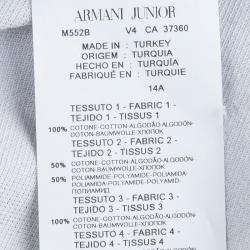 ARMANI JUNIOR
M552B V4 CA 37360
MADE IN : TURKEY
ORIGEM : TURQUIA
HECHO EN : TURQUÍA
FABRIQUÉ EN : TURQUIE
14A
TESSUTO 1 - FABRIC 1 -
TEJIDO 1 - TISSUS 1
100% COTONE-COTTON-ALGODÃO-ALGODÓN-
COTON-BAUMWOLLE-ХЛОПОК
TESSUTO 2 - FABRIC 2 -
TEJIDO 2 - TISSUS 2
50% COTONE-COTTON-ALGODÃO-ALGODÓN-
COTON-BAUMWOLLE-ХЛОПОК
50% POLIAMMIDE-POLYAMIDE-POLIAMIDA-
POLIAMIDA-POLYAMIDE-POLYAMID-
ПОЛИАМИД
TESSUTO 3 - FABRIC 3 -
TEJIDO 3 - TISSUS 3
100% COTONE-COTTON-ALGODÃO-ALGODÓN-
COTON-BAUMWOLLE-ХЛОПОК
TESSUTO 4 - FABRIC 4 -
TEJIDO 4 - TISSUS 4